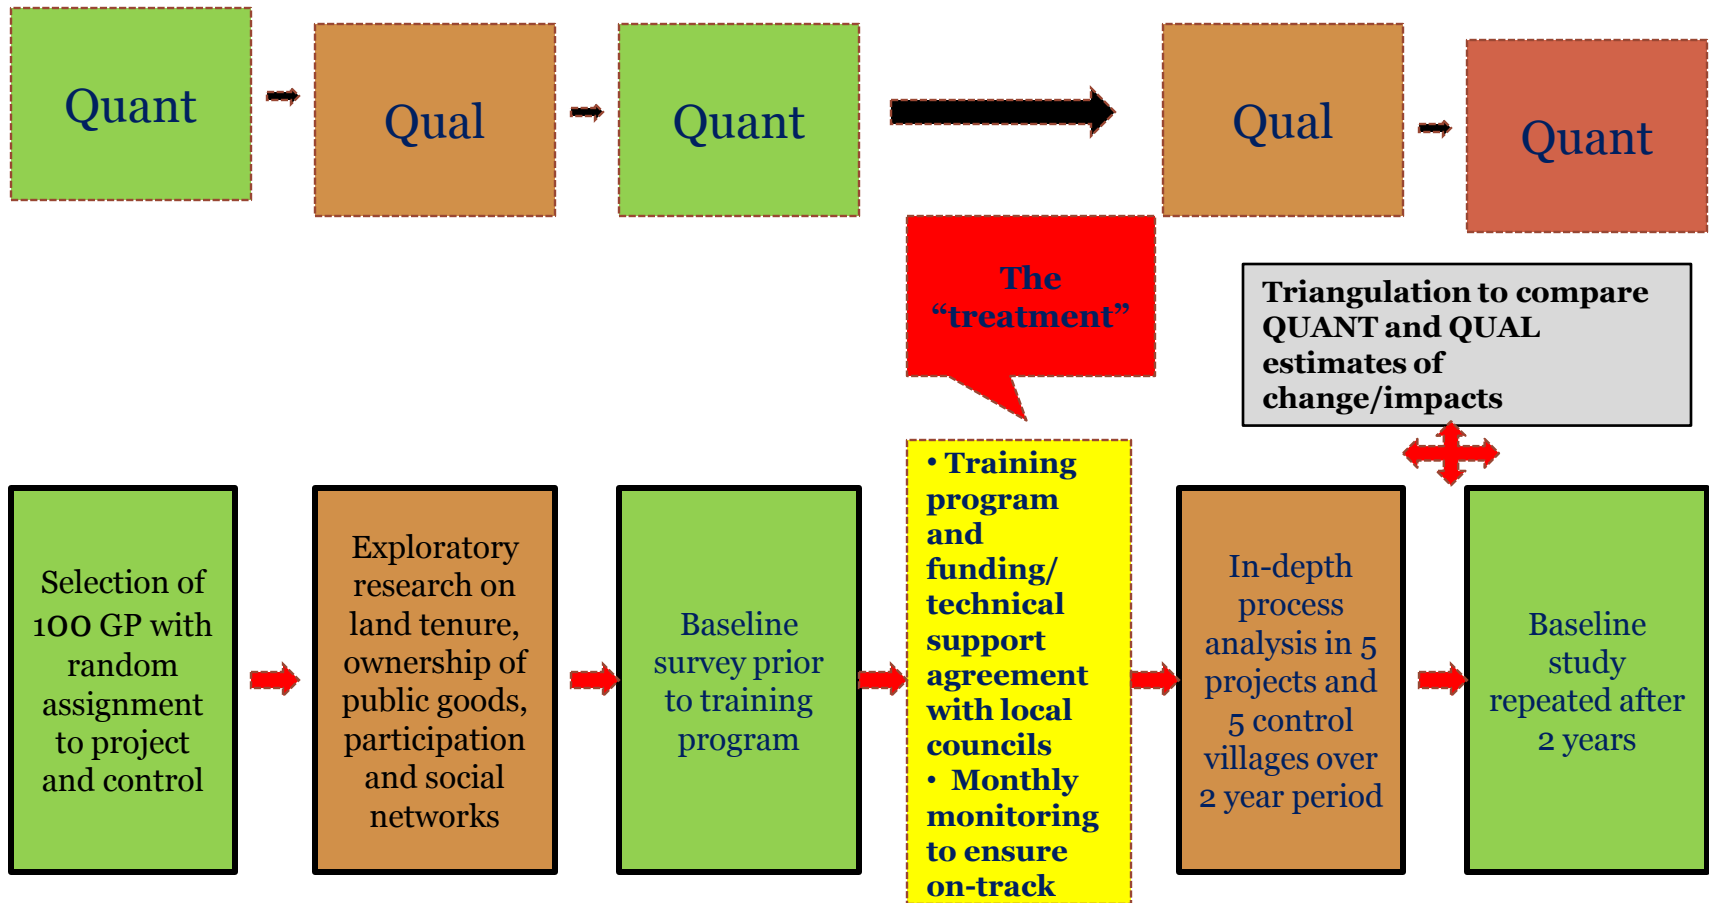 Quant
Qual
Quant
Qual
Quant
The
“treatment”
Triangulation to compare
QUANT and QUAL
estimates of
change/impacts
Selection of
100 GP with
random
assignment
to project
and control
Exploratory
research on
land tenure,
ownership of
public goods,
participation
and social
networks
Baseline
survey prior
to training
program
• Training
program
and
funding/
technical
support
agreement
with local
councils
• Monthly
monitoring
to ensure
on-track
In-depth
process
analysis in 5
projects and
5 control
villages over
2 year period
Baseline
study
repeated after
2 years